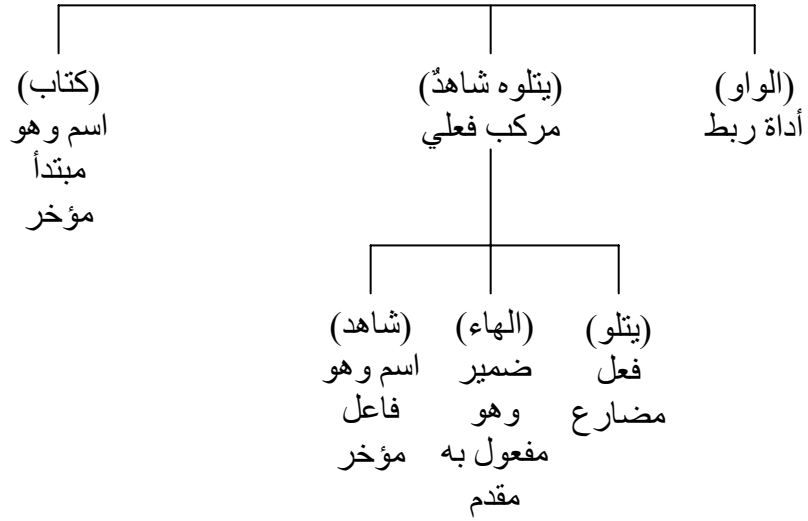 (الواو)
أداة ربط
(يتلوه شاهدٌ)
مركب فعلي
(كتاب)
اسم وهو
مبتدأ
مؤخر
(يتلو)
فعل
مضارع
(الهاء)
ضمير
وهو
مفعول به
مقدم
(شاهد)
اسم وهو
فاعل
مؤخر